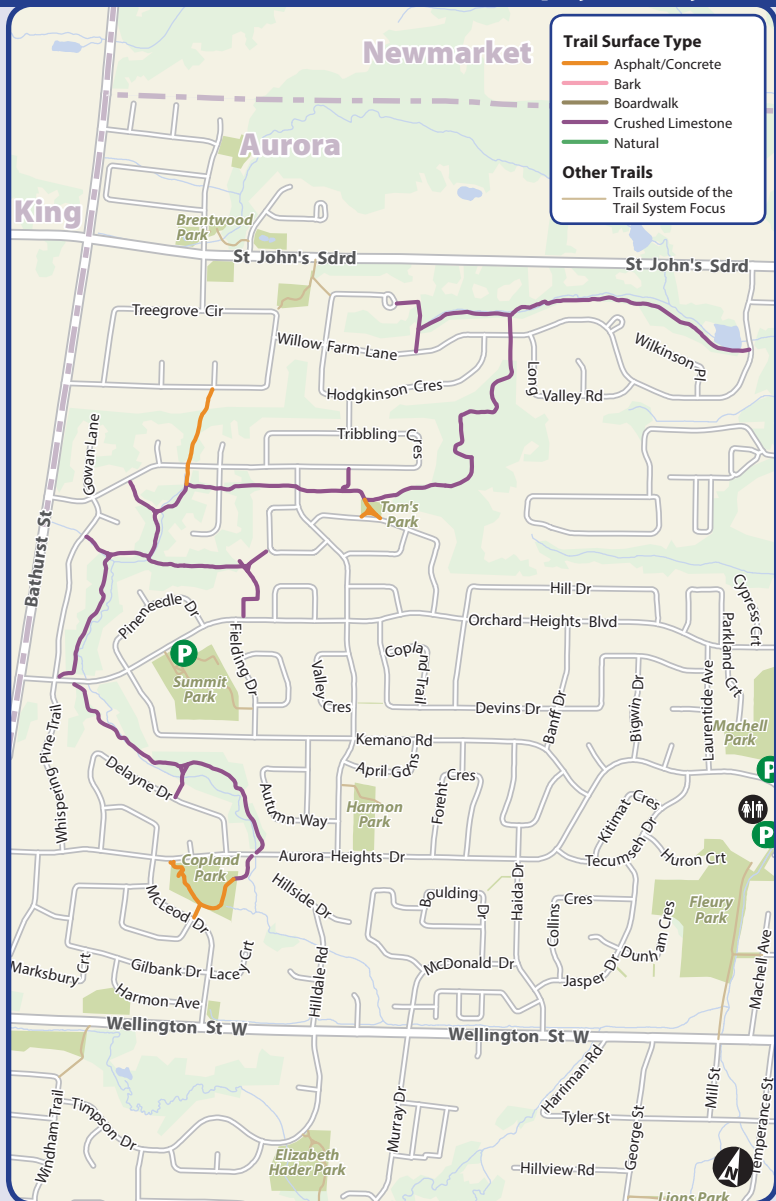 Newmarket
Trail Surface Type
Asphalt/Concrete
Bark
Boardwalk
Crushed Limestone
Natural
Other Trails
Trails outside of the
Trail System Focus
Aurora
King
Brentwood
Park
St John's Sdrd
St John's Sdrd
Treegrove Cir
Willow Farm Lane
Wilkinson Pl
Hodgkinson Cres
Long
Valley Rd
Tribbling Cres
Gowan Lane
Tom's
Park
Bathurst St
Hill Dr
Cypress Crt
Pineneedle Dr
Orchard Heights Blvd
Parkland Crt
Fielding Dr
Copland Trail
P
Summit
Park
Valley
Cres
Laurentide Ave
Bigwin Dr
Banff Dr
Devins Dr
Machell
Park
Whispering Pine Trail
Kemano Rd
Delayne Dr
April Gdns
P
Foreht Cres
Autumn Way
Harmon
Park
Kitimat Cres
P
Tecumseh Dr
Huron Crt
Copland
Park
Aurora Heights Dr
Haida Dr
McLeod Dr
Hillside Dr
Boulding
Dr
Collins
Cres
Fleury
Park
Dunham Cres
Marksbury Crt
Gilbank Dr
Lacey Crt
McDonald Dr
Jasper Dr
Machell Ave
Harmon Ave
Hilldale Rd
Wellington St W
Wellington St W
Windham Trail
Timpson Dr
Murray Dr
Harriman Rd
Tyler St
George St
Mill St
Temperance St
Elizabeth
Hader Park
Hillview Rd
N
Lions Park